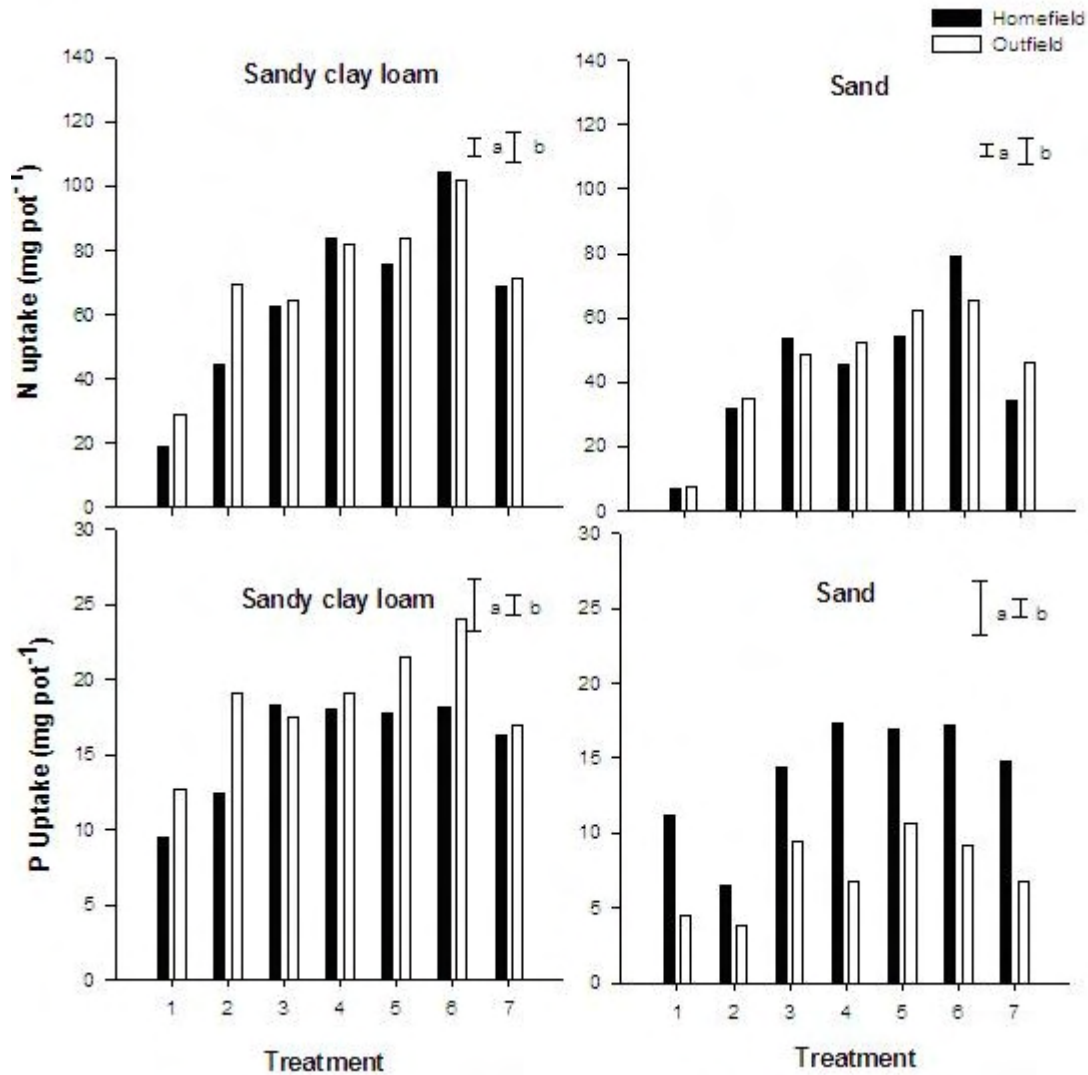 Homefield
Outfield
Sandy clay loam
Sand
N uptake (mg pot⁻¹)
140
120
100
80
60
40
20
0
a b
140
120
100
80
60
40
20
0
a b
Sandy clay loam
Sand
P Uptake (mg pot⁻¹)
30
25
20
15
10
5
0
a b
30
25
20
15
10
5
0
a b
1 2 3 4 5 6 7
1 2 3 4 5 6 7
Treatment
Treatment